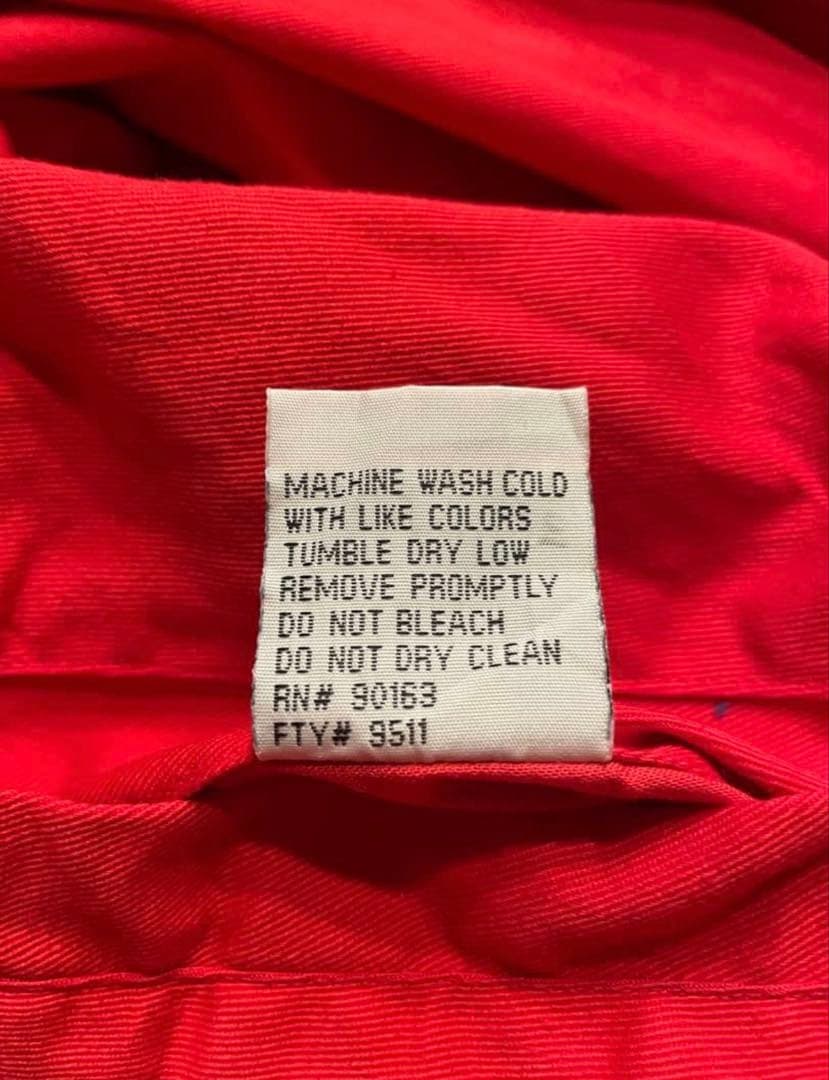 MACHINE WASH COLD
WITH LIKE COLORS
TUMBLE DRY LOW
REMOVE PROMPTLY
DO NOT BLEACH
DO NOT DRY CLEAN
RN# 90163
FTY# 9511